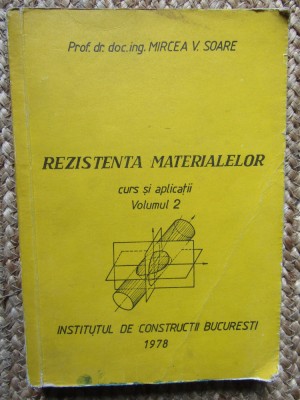 Prof. dr. doc. ing. MIRCEA V. SOARE
REZISTENTA MATERIALELOR
curs și aplicații
Volumul 2
INSTITUTUL DE CONSTRUCTII BUCURESTI
1978